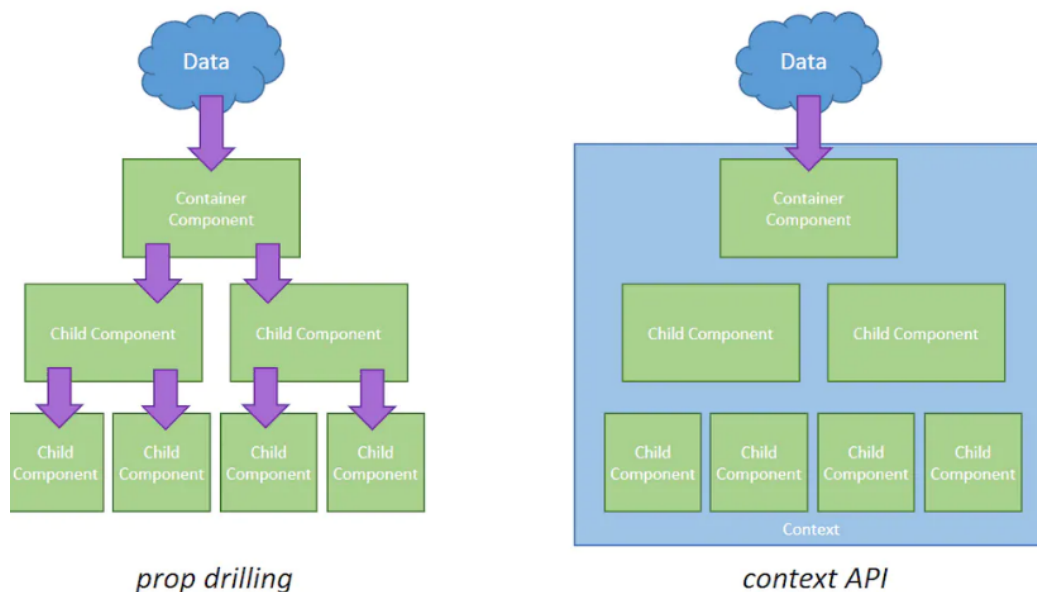 Data
Container
Component
Child Component
Child Component
Child
Component
Child
Component
Child
Component
Child
Component
prop drilling
Data
Container
Component
Child Component
Child Component
Child
Component
Child
Component
Child
Component
Child
Component
Context
context API